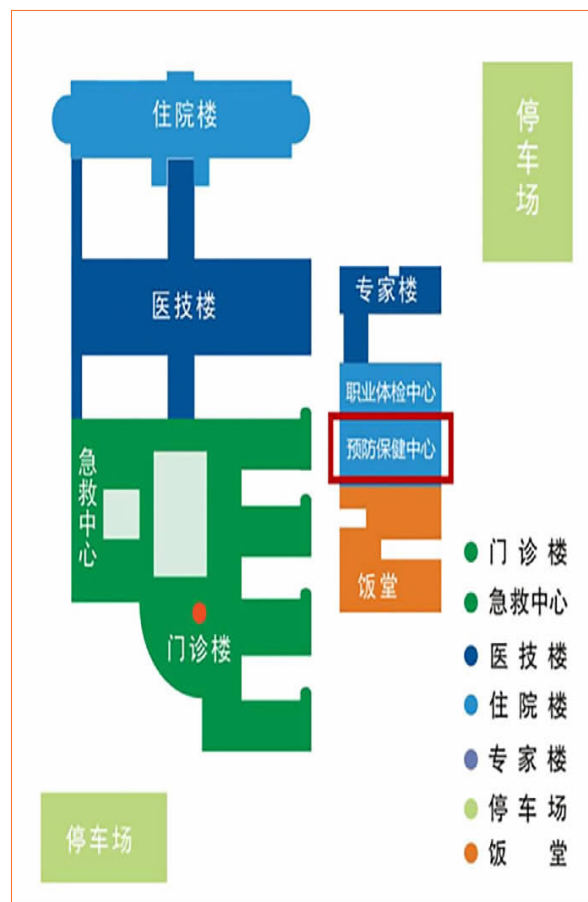 住院楼
停车场
医技楼
专家楼
职业体检中心
预防保健中心
急救中心
饭堂
门诊楼
门诊楼
急救中心
医技楼
住院楼
专家楼
停车场
饭堂
停车场